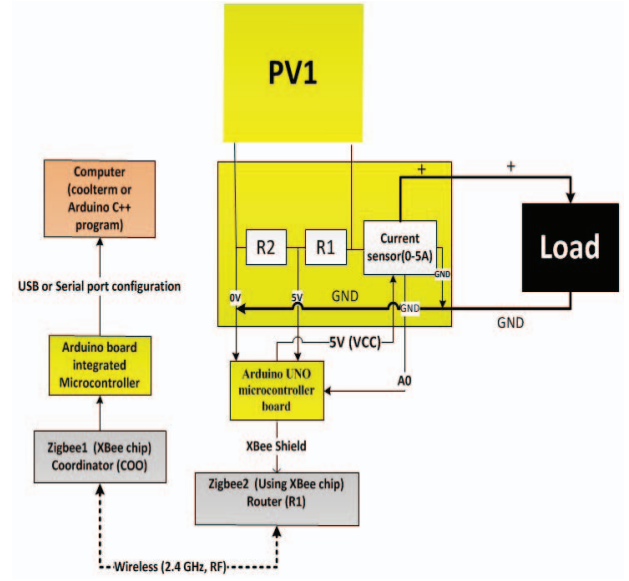 PV1
Computer
(coolterm or
Arduino C++
program)
+
+
R2
R1
Current
sensor(0-5A)
Load
GND
USB or Serial port configuration
0V
5V
GND
GND
GND
Arduino board
integrated
Microcontroller
5V (VCC)
Arduino UNO
microcontroller
board
A0
XBee Shield
Zigbee1 (XBee chip)
Coordinator (COO)
Zigbee2 (Using XBee chip)
Router (R1)
Wireless (2.4 GHz, RF)